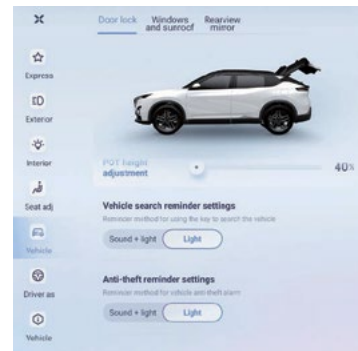 Door lock
Windows
and sunroof
Rearview
mirror
Express
Exterior
Interior
Seat adj
Vehicle
Driver as
Vehicle
POT height
adjustment
40%
Vehicle search reminder settings
Reminder method for using the key to search the vehicle
Sound + light
Light
Anti-theft reminder settings
Reminder method for vehicle anti-theft alarm
Sound + light
Light